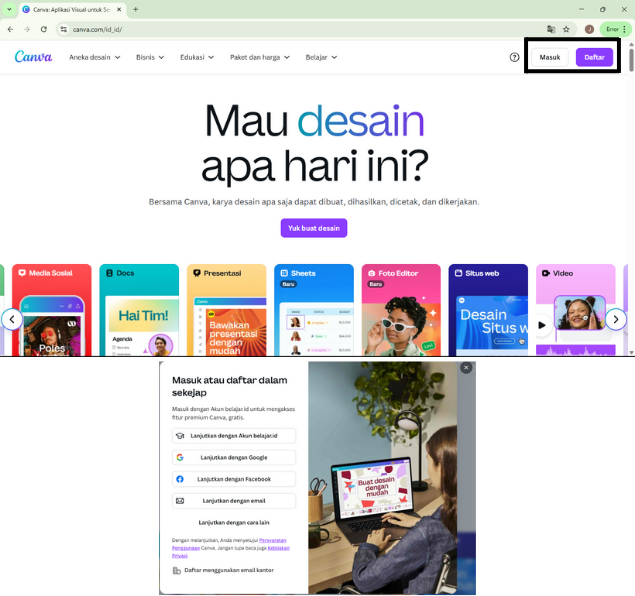 Canva: Aplikasi Visual untuk Se
canva.com/id_id/
Error
Canva
Aneka desain
Bisnis
Edukasi
Paket dan harga
Belajar
Masuk
Daftar
Mau desain
apa hari ini?
Bersama Canva, karya desain apa saja dapat dibuat, dihasilkan, dicetak, dan dikerjakan.
Yuk buat desain
Media Sosial
Poles
Docs
Hai Tim!
Agenda
Presentasi
Bawakan
presentasi
dengan
mudah
Sheets
Baru
Foto Editor
Baru
Situs web
Desain
Situs w
Video
Masuk atau daftar dalam
sekejap
Masuk dengan Akun belajar.id untuk mengakses
fitur premium Canva, gratis.
Lanjutkan dengan Akun belajar.id
Lanjutkan dengan Google
Lanjutkan dengan Facebook
Lanjutkan dengan email
Lanjutkan dengan cara lain
Dengan melanjutkan, Anda menyetujui Persyaratan
Penggunaan Canva. Jangan lupa baca juga Kebijakan
Privasi
Daftar menggunakan email kantor
Buat desain
dengan
mudah